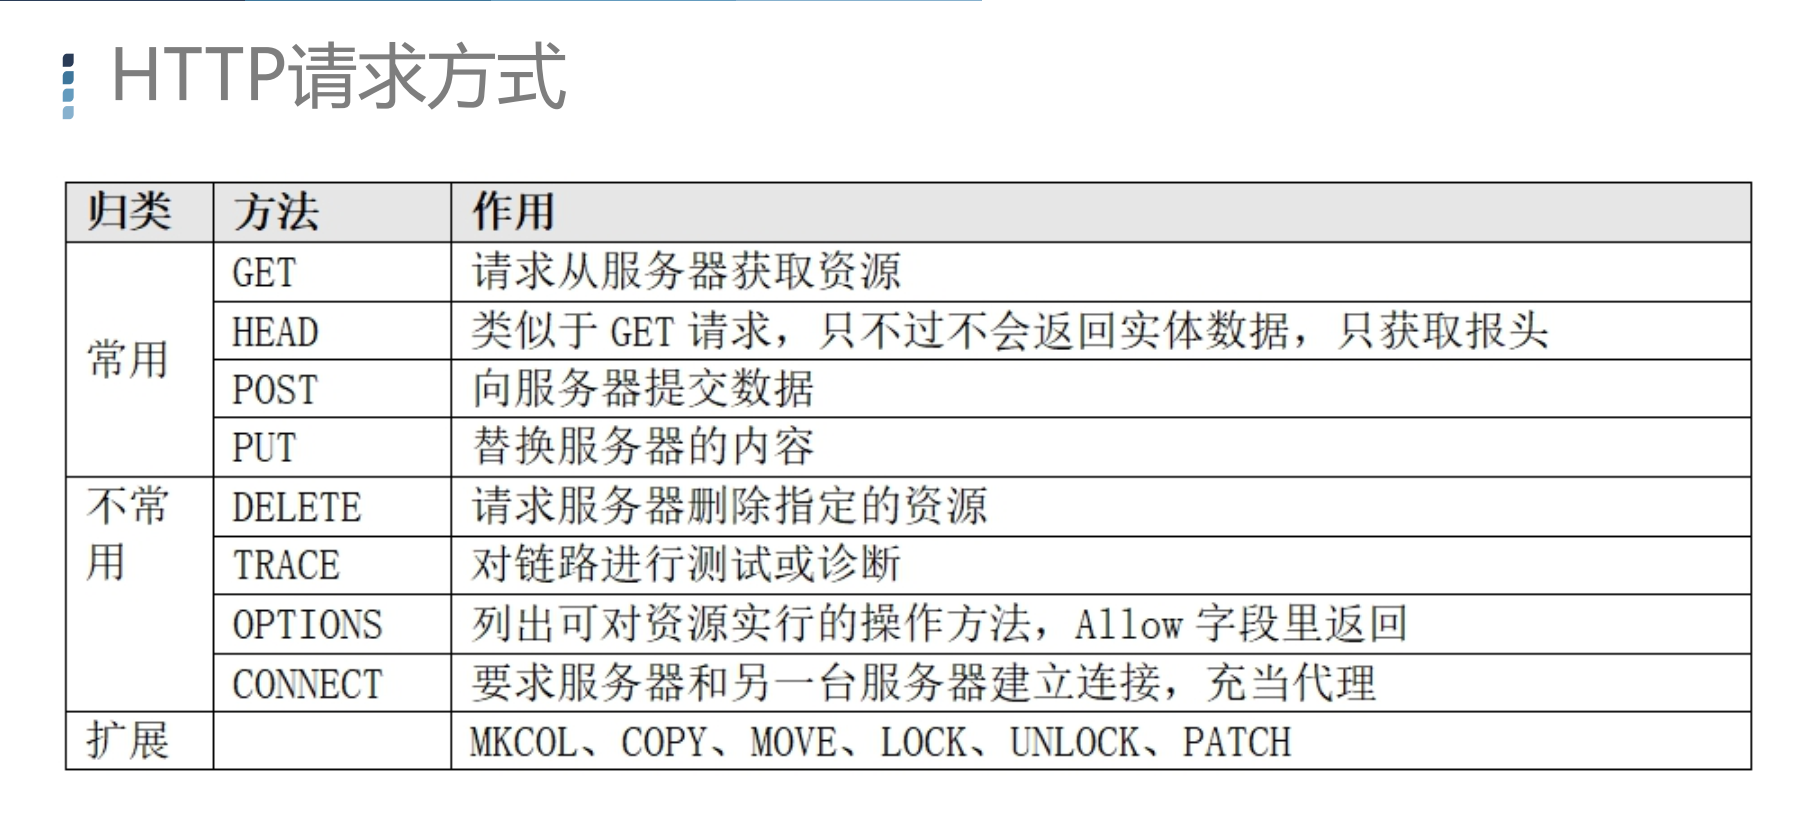 HTTP请求方式
归类 方法 作用
常用
GET 请求从服务器获取资源
HEAD 类似于 GET 请求，只不过不会返回实体数据，只获取报头
POST 向服务器提交数据
PUT 替换服务器的内容
不常
用
DELETE 请求服务器删除指定的资源
TRACE 对链路进行测试或诊断
OPTIONS 列出可对资源实行的操作方法，Allow 字段里返回
CONNECT 要求服务器和另一台服务器建立连接，充当代理
扩展 MKCOL、COPY、MOVE、LOCK、UNLOCK、PATCH